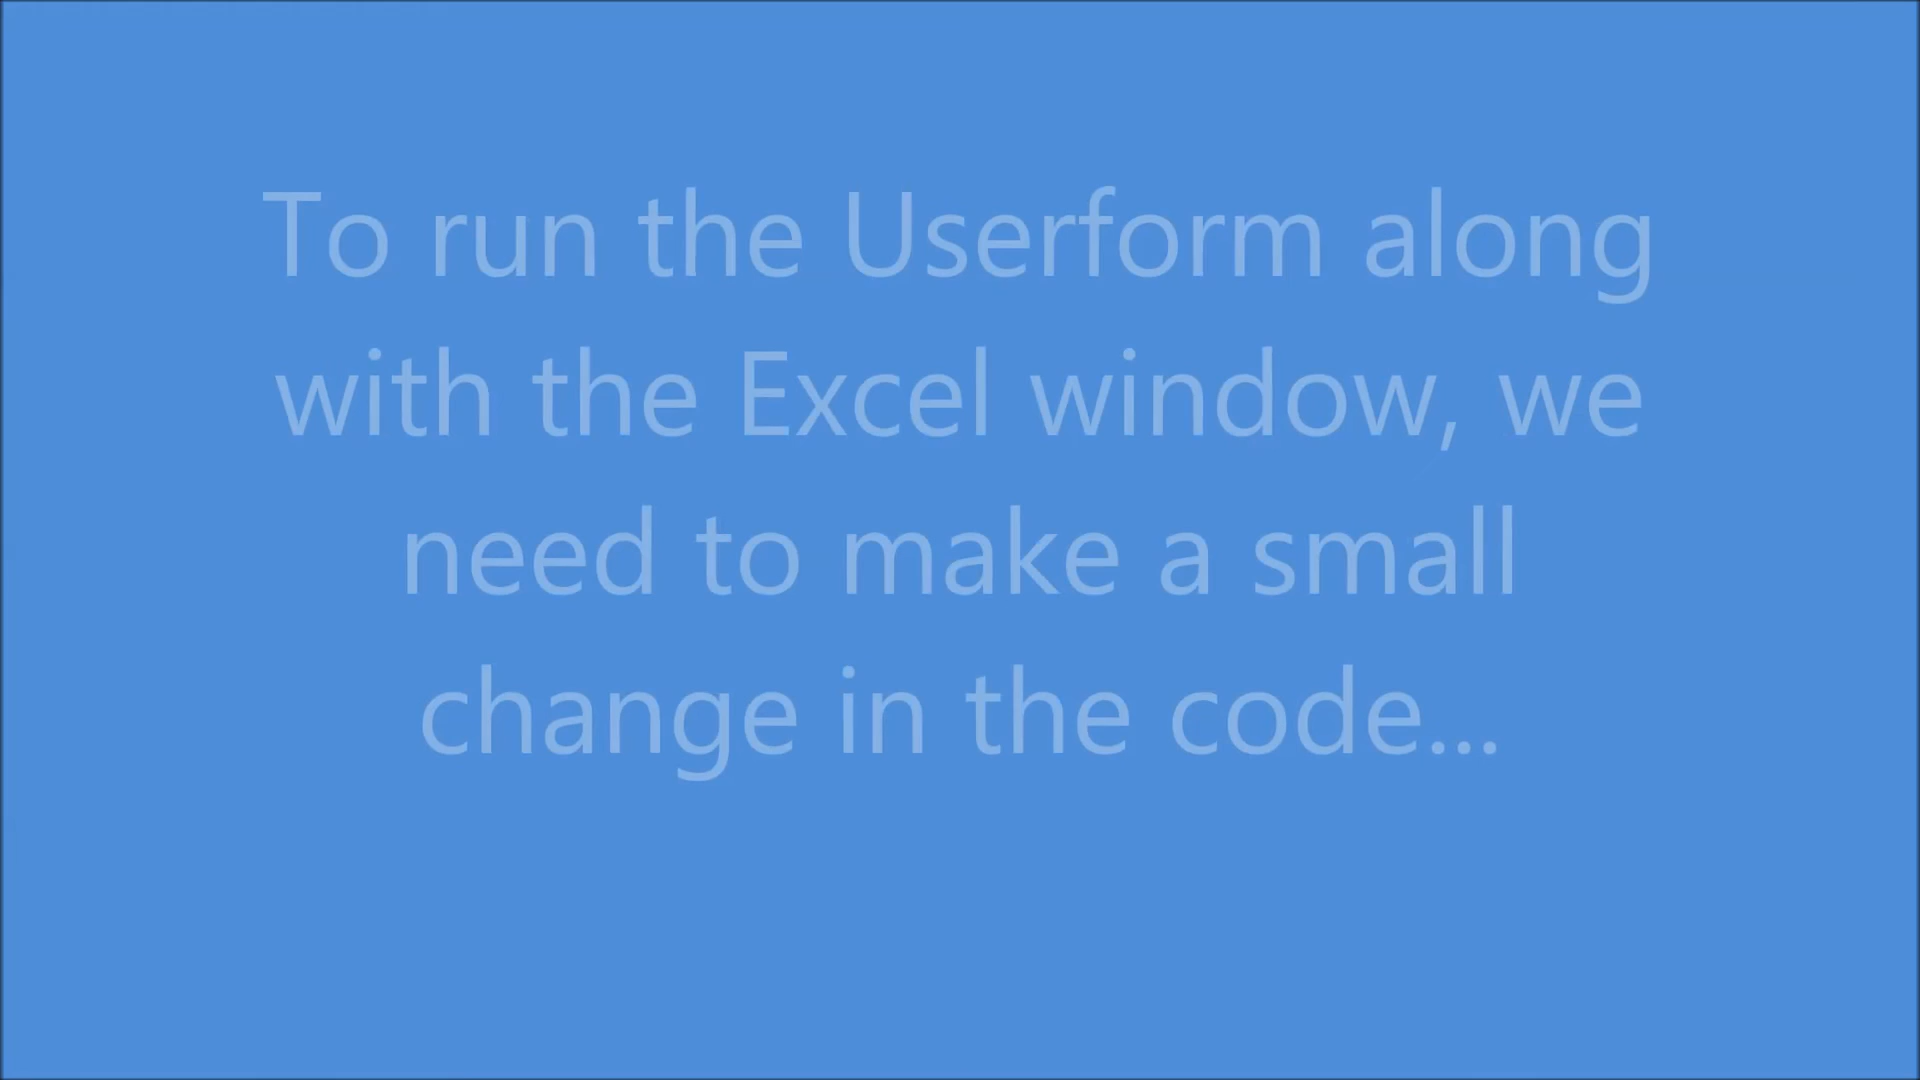 To run the Userform along
with the Excel window, we
need to make a small
change in the code...